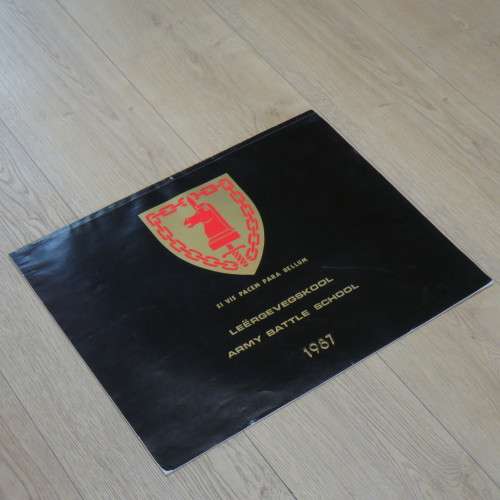 SI VIS PACEM PARA BELLUM
LEËRGEVEGSKOOL
ARMY BATTLE SCHOOL
1987